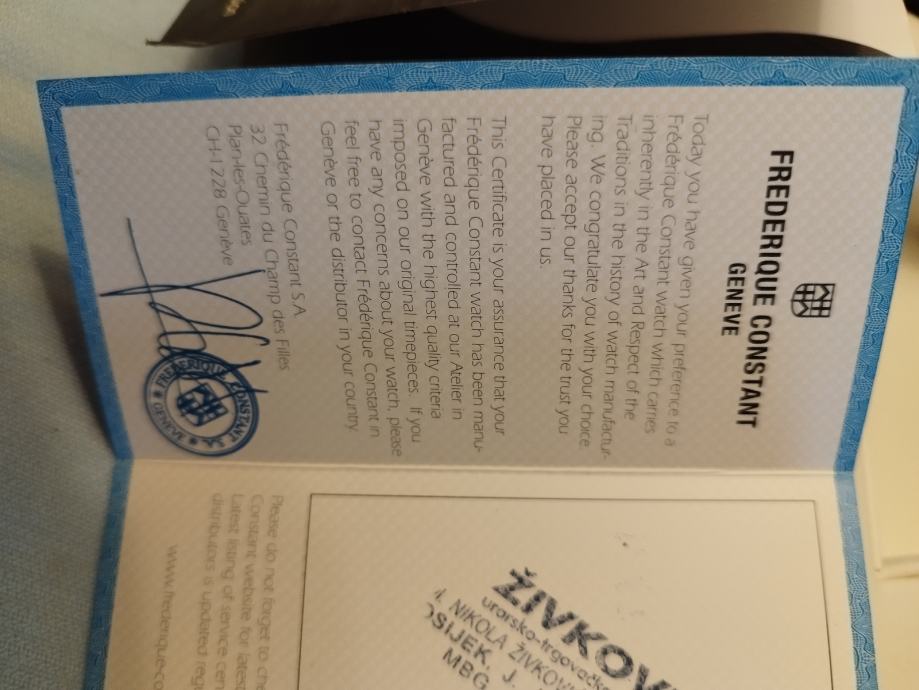 FREDERIQUE CONSTANT
GENEVE
Today you have given your preference to a
Frédérique Constant watch which carries
inherently in the Art and Respect of the
Traditions in the history of watch manufactur-
ing. We congratulate you with your choice.
Please accept our thanks for the trust you
have placed in us.
This Certificate is your assurance that your
Frédérique Constant watch has been manu-
factured and controlled at our Atelier in
Genève with the highest quality criteria
imposed on our original timepieces. If you
have any concerns about your watch, please
feel free to contact Frédérique Constant in
Genève or the distributor in your country.
Frédérique Constant S.A.
32 Chemin du Champ des Filles
Plan-les-Ouates
CH-1228 Genève
FREDERIQUE CONSTANT S.A.
GENEVE
ŽIVKOV
urarsko-trgovačk
NIKOLA ŽIVKOV
OSIJEK, J.
MBG
Please do not forget to che
Constant website for latest
latest listing of service cen
distributors is updated reg
www.frederique-co